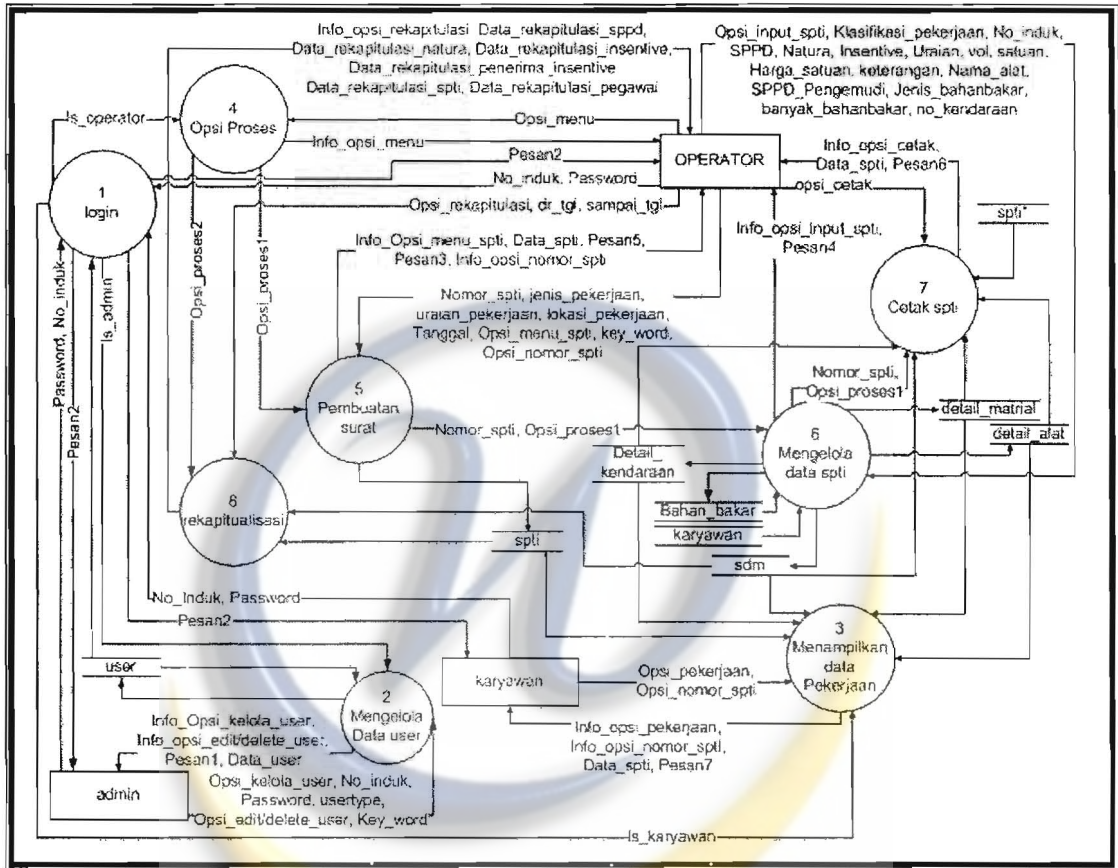 Info_opsi_rekapitulasi Data_rekapitulasi_sppd,
Data_rekapitulasi_natura, Data_rekapitulasi_insentive,
Data_rekapitulasi_penerima_insentive
Data_rekapitulasi_spti, Data_rekapitulasi_pegawai
Opsi_input_spti, Klasifikasi_pekerjaan, No_induk,
SPPD, Natura, Insentive, Uraian, vol, satuan,
Harga_satuan, keterangan, Nama_alat,
SPPD_Pengemudi, Jenis_bahanbakar,
banyak_bahanbakar, no_kendaraan
4
Opsi Proses
Is_operator
Opsi_menu
Info_opsi_menu
OPERATOR
Info_opsi_cetak,
Data_spti, Pesan6
opsi_cetak
Pesan2
No_induk, Password
1
login
Opsi_rekapitulasi, dr_tgl, sampai_tgl
spti*
Info_opsi_input_spti,
Pesan4
Info_Opsi_menu_spti, Data_spti, Pesan5,
Pesan3, Info_opsi_nomor_spti
7
Cetak spti
Opsi_proses2
Opsi_proses1
Password, No_induk
Pesan2
Is_admin
Nomor_spti, jenis_pekerjaan,
uraian_pekerjaan, lokasi_pekerjaan,
Tanggal, Opsi_menu_spti, key_word,
Opsi_nomor_spti
Nomor_spti,
Opsi_proses1
5
Pembuatan
surat
detail_matrial
detail_alat
Nomor_spti, Opsi_proses1
6
Mengelola
data spti
Detail_
kendaraan
8
rekapitualisasi
Bahan_bakar
karyawan
spti
sdm
No_Induk, Password
Pesan2
3
Menampilkan
data
Pekerjaan
user
karyawan
Opsi_pekerjaan,
Opsi_nomor_spti
2
Mengelola
Data user
Info_Opsi_kelola_user,
Info_opsi_edit/delete_user,
Pesan1, Data_user
Info_opsi_pekerjaan,
Info_opsi_nomor_spti,
Data_spti, Pesan7
admin
Opsi_kelola_user, No_induk,
Password, usertype,
Opsi_edit/delete_user, Key_word
Is_karyawan